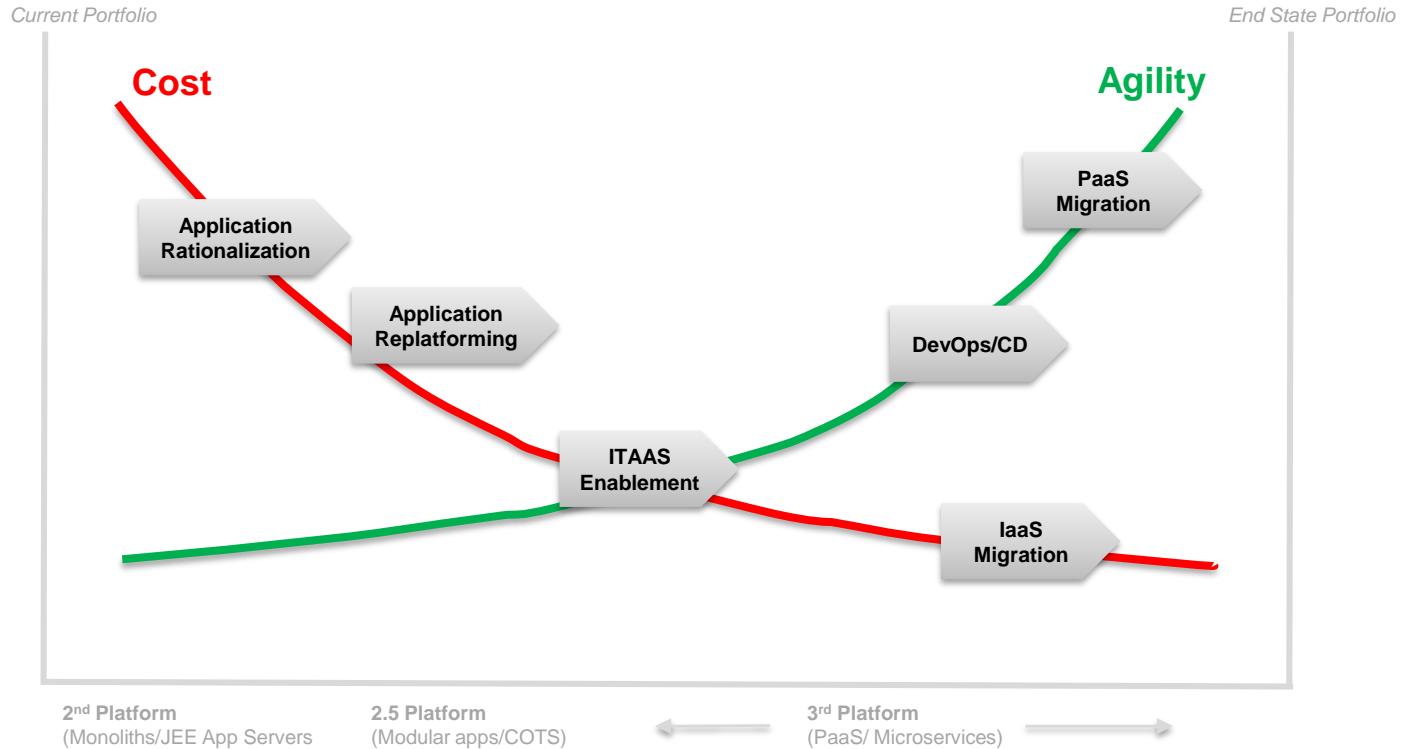 Current Portfolio
End State Portfolio
Cost
Agility
PaaS
Migration
Application
Rationalization
Application
Replatforming
DevOps/CD
ITAAS
Enablement
IaaS
Migration
2nd Platform
(Monoliths/JEE App Servers
2.5 Platform
(Modular apps/COTS)
3rd Platform
(PaaS/ Microservices)